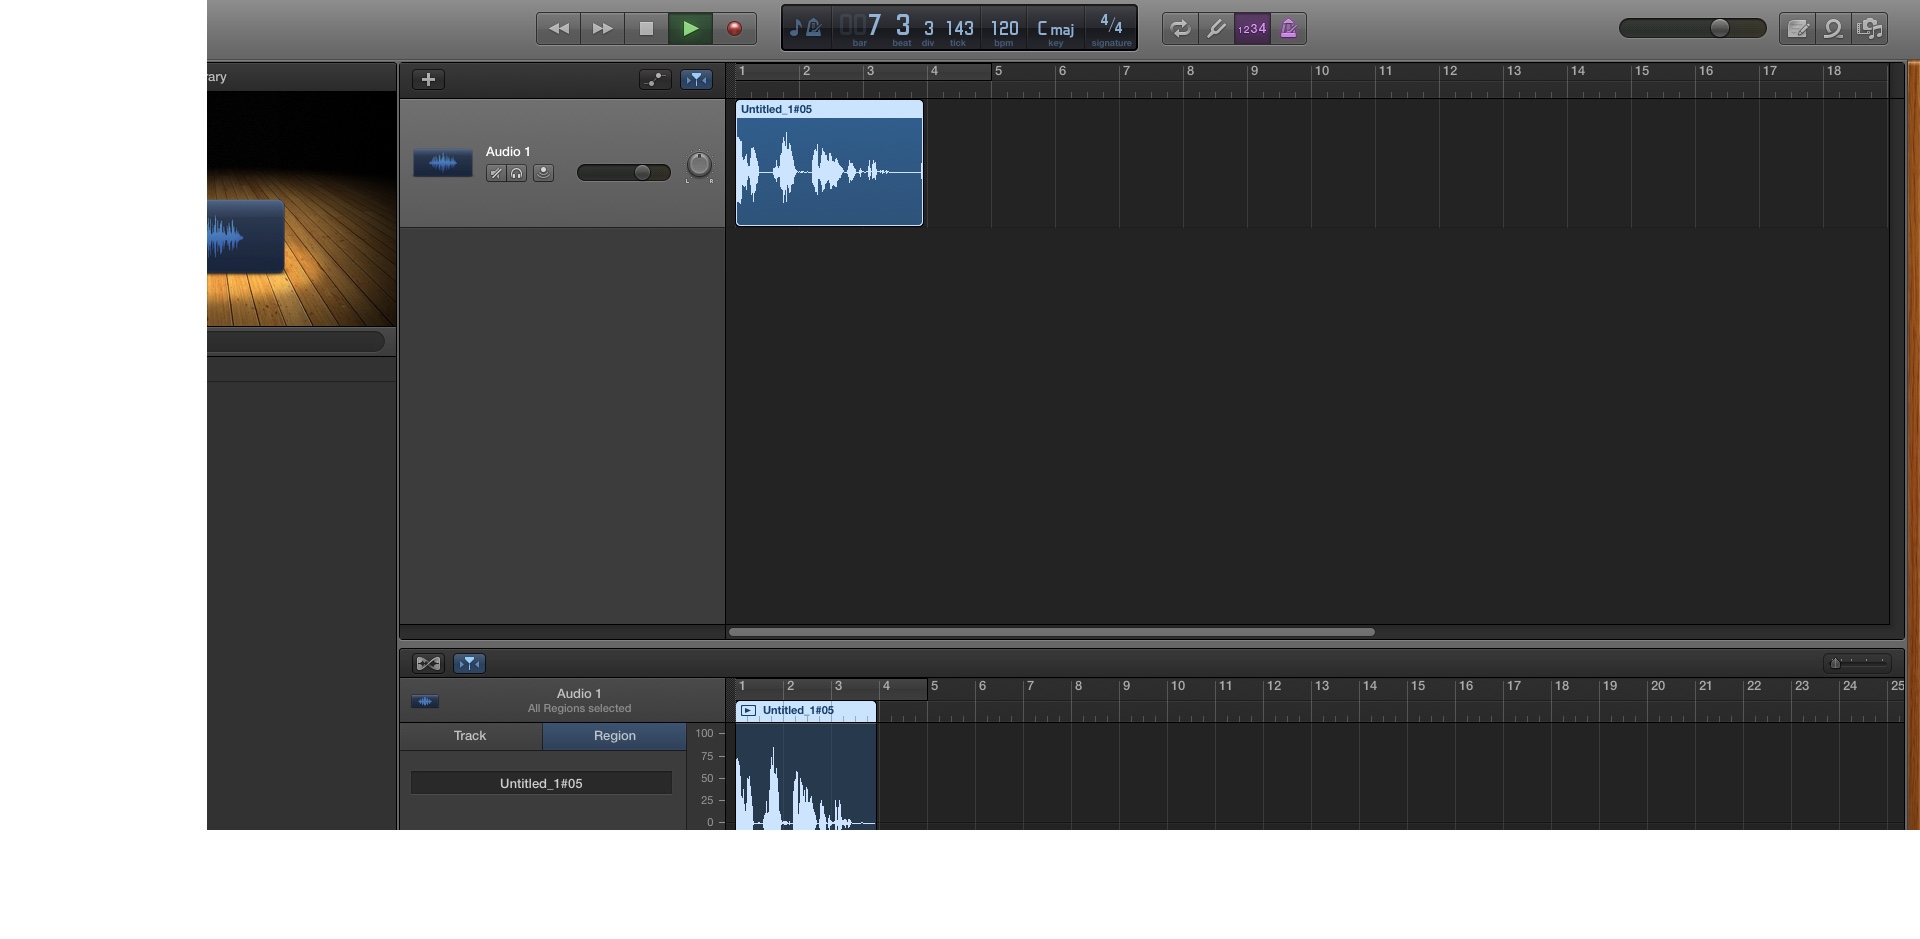 007 3 3 143 120 C maj 4/4
bar beat div tick bpm key signature
1234
rary
1 2 3 4 5 6 7 8 9 10 11 12 13 14 15 16 17 18
Untitled_1#05
Audio 1
L R
1 2 3 4 5 6 7 8 9 10 11 12 13 14 15 16 17 18 19 20 21 22 23 24 25
Audio 1
All Regions selected
Untitled_1#05
Track Region
100
75
50
25
0
Untitled_1#05